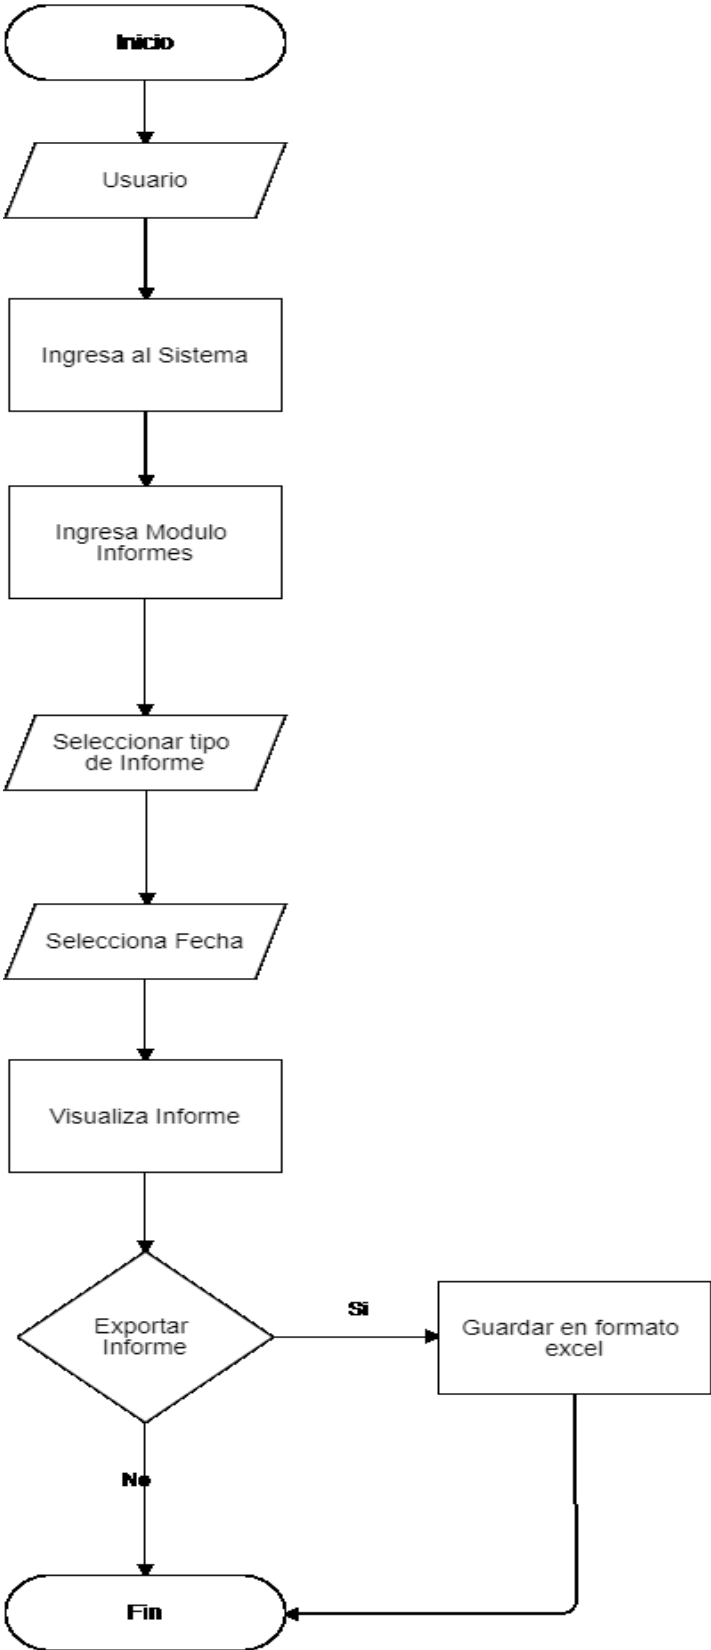 Inicio
Usuario
Ingresa al Sistema
Ingresa Modulo
Informes
Seleccionar tipo
de Informe
Selecciona Fecha
Visualiza Informe
Exportar
Informe
Si
Guardar en formato
excel
No
Fin